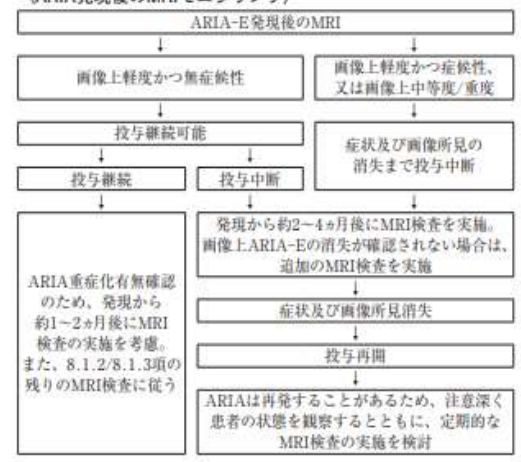 ARIA-E発現後のMRI
画像上軽度かつ無症候性
画像上軽度かつ症候性、
又は画像上中等度/重度
投与継続可能
症状及び画像所見の
消失まで投与中断
投与継続
投与中断
ARIA重症化有無確認
のため、発現から
約1~2ヵ月後にMRI
検査の実施を考慮。
また、8.1.2/8.1.3項の
残りのMRI検査に従う
発現から約2~4ヵ月後にMRI検査を実施。
画像上ARIA-Eの消失が確認されない場合は、
追加のMRI検査を実施
症状及び画像所見消失
投与再開
ARIAは再発することがあるため、注意深く
患者の状態を観察するとともに、定期的な
MRI検査の実施を検討